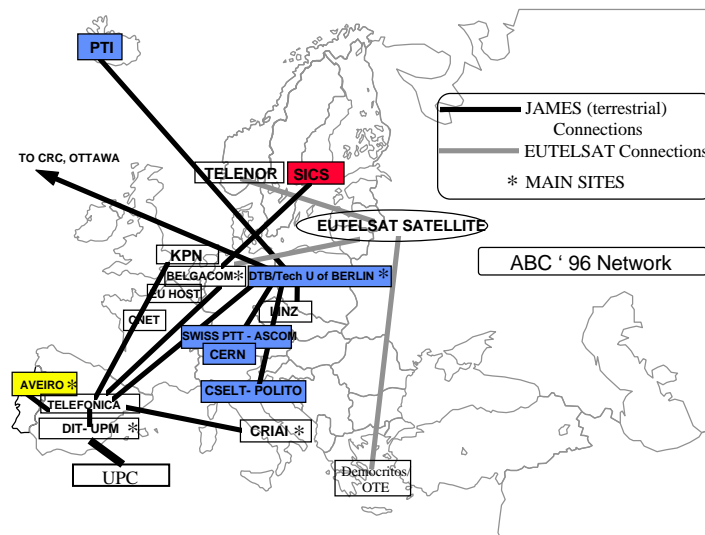 PTI
JAMES (terrestrial)
Connections
EUTELSAT Connections
* MAIN SITES
TO CRC, OTTAWA
TELENOR
SICS
EUTELSAT SATELLITE
ABC ‘ 96 Network
KPN
BELGACOM*
DTB/Tech U of BERLIN *
EU HOST
LINZ
CNET
SWISS PTT - ASCOM
CERN
AVEIRO *
CSELT- POLITO
TELEFONICA
DIT- UPM *
CRIAI *
UPC
Democritos/
OTE